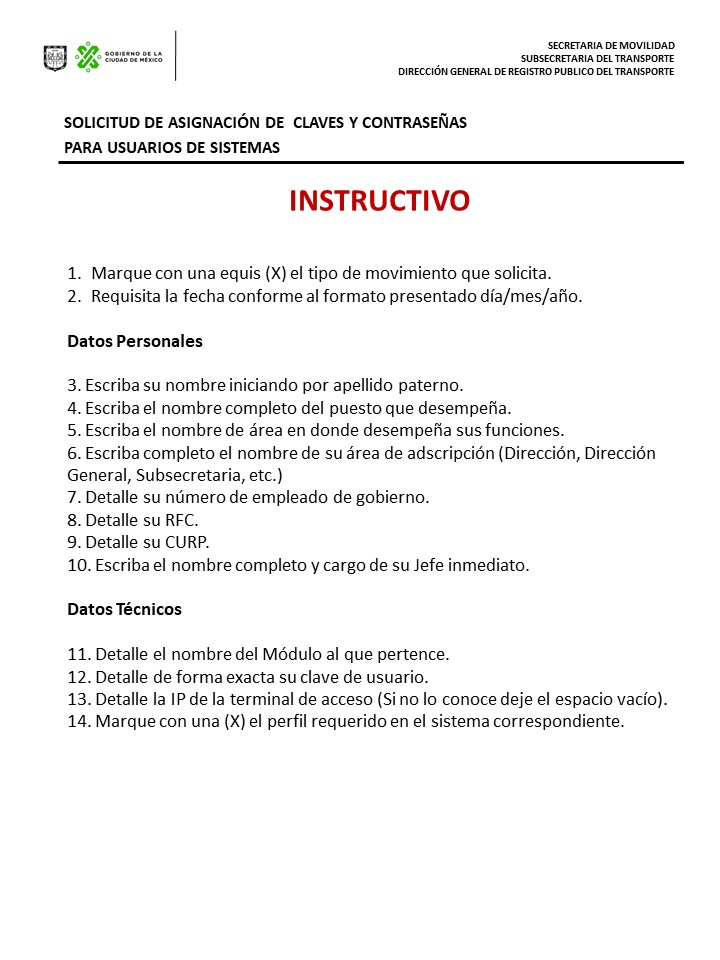 GOBIERNO DE LA
CIUDAD DE MÉXICO
SECRETARIA DE MOVILIDAD
SUBSECRETARIA DEL TRANSPORTE
DIRECCIÓN GENERAL DE REGISTRO PUBLICO DEL TRANSPORTE
SOLICITUD DE ASIGNACIÓN DE  CLAVES Y CONTRASEÑAS
PARA USUARIOS DE SISTEMAS
INSTRUCTIVO
1. Marque con una equis (X) el tipo de movimiento que solicita.
2. Requisita la fecha conforme al formato presentado día/mes/año.
Datos Personales
3. Escriba su nombre iniciando por apellido paterno.
4. Escriba el nombre completo del puesto que desempeña.
5. Escriba el nombre de área en donde desempeña sus funciones.
6. Escriba completo el nombre de su área de adscripción (Dirección, Dirección
General, Subsecretaria, etc.)
7. Detalle su número de empleado de gobierno.
8. Detalle su RFC.
9. Detalle su CURP.
10. Escriba el nombre completo y cargo de su Jefe inmediato.
Datos Técnicos
11. Detalle el nombre del Módulo al que pertence.
12. Detalle de forma exacta su clave de usuario.
13. Detalle la IP de la terminal de acceso (Si no lo conoce deje el espacio vacío).
14. Marque con una (X) el perfil requerido en el sistema correspondiente.